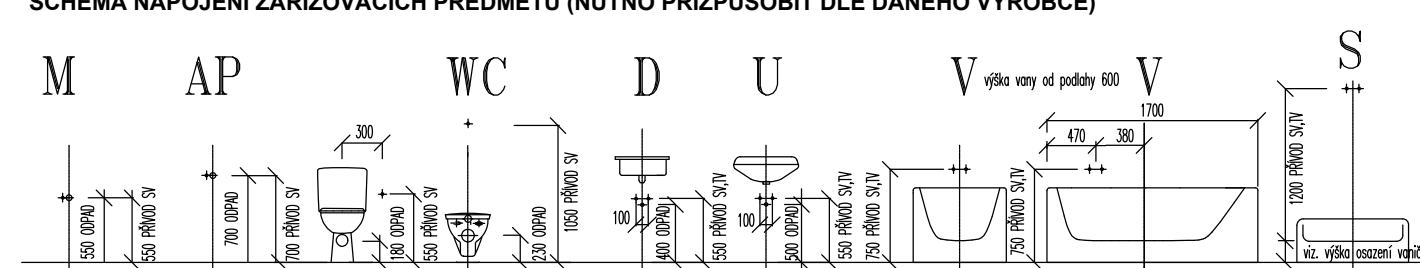 SCHÉMA NAPOJENÍ ZAŘIZOVACÍCH PŘEDMĚTŮ (NUTNO PŘIZPŮSOBIT DLE DANÉHO VÝROBCE)
M
AP
WC
D
U
V
výška vany od podlahy 600
V
S
550 ODPAD
550 PŘÍVOD SV
700 ODPAD
700 PŘÍVOD SV
300
180 ODPAD
550 PŘÍVOD SV
230 ODPAD
1050 PŘÍVOD SV
100
400 ODPAD
550 PŘÍVOD SV,TV
100
500 ODPAD
550 PŘÍVOD SV,TV
750 PŘÍVOD SV,TV
750 PŘÍVOD SV,TV
1700
470
380
1200 PŘÍVOD SV,TV
viz. výška osazení